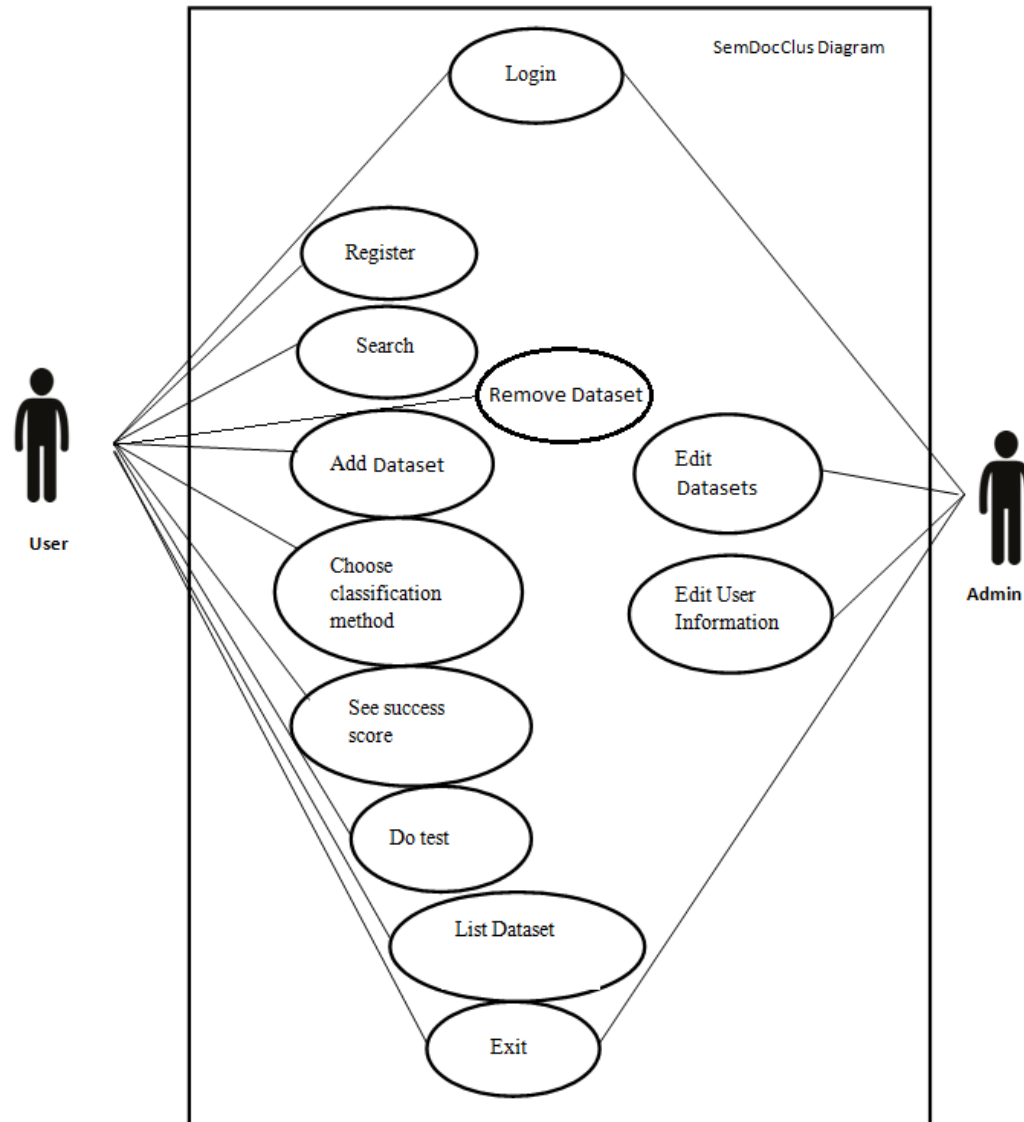 SemDocClus Diagram
Login
Register
Search
Remove Dataset
Add Dataset
Edit
Datasets
User
Choose
classification
method
Edit User
Information
Admin
See success
score
Do test
List Dataset
Exit